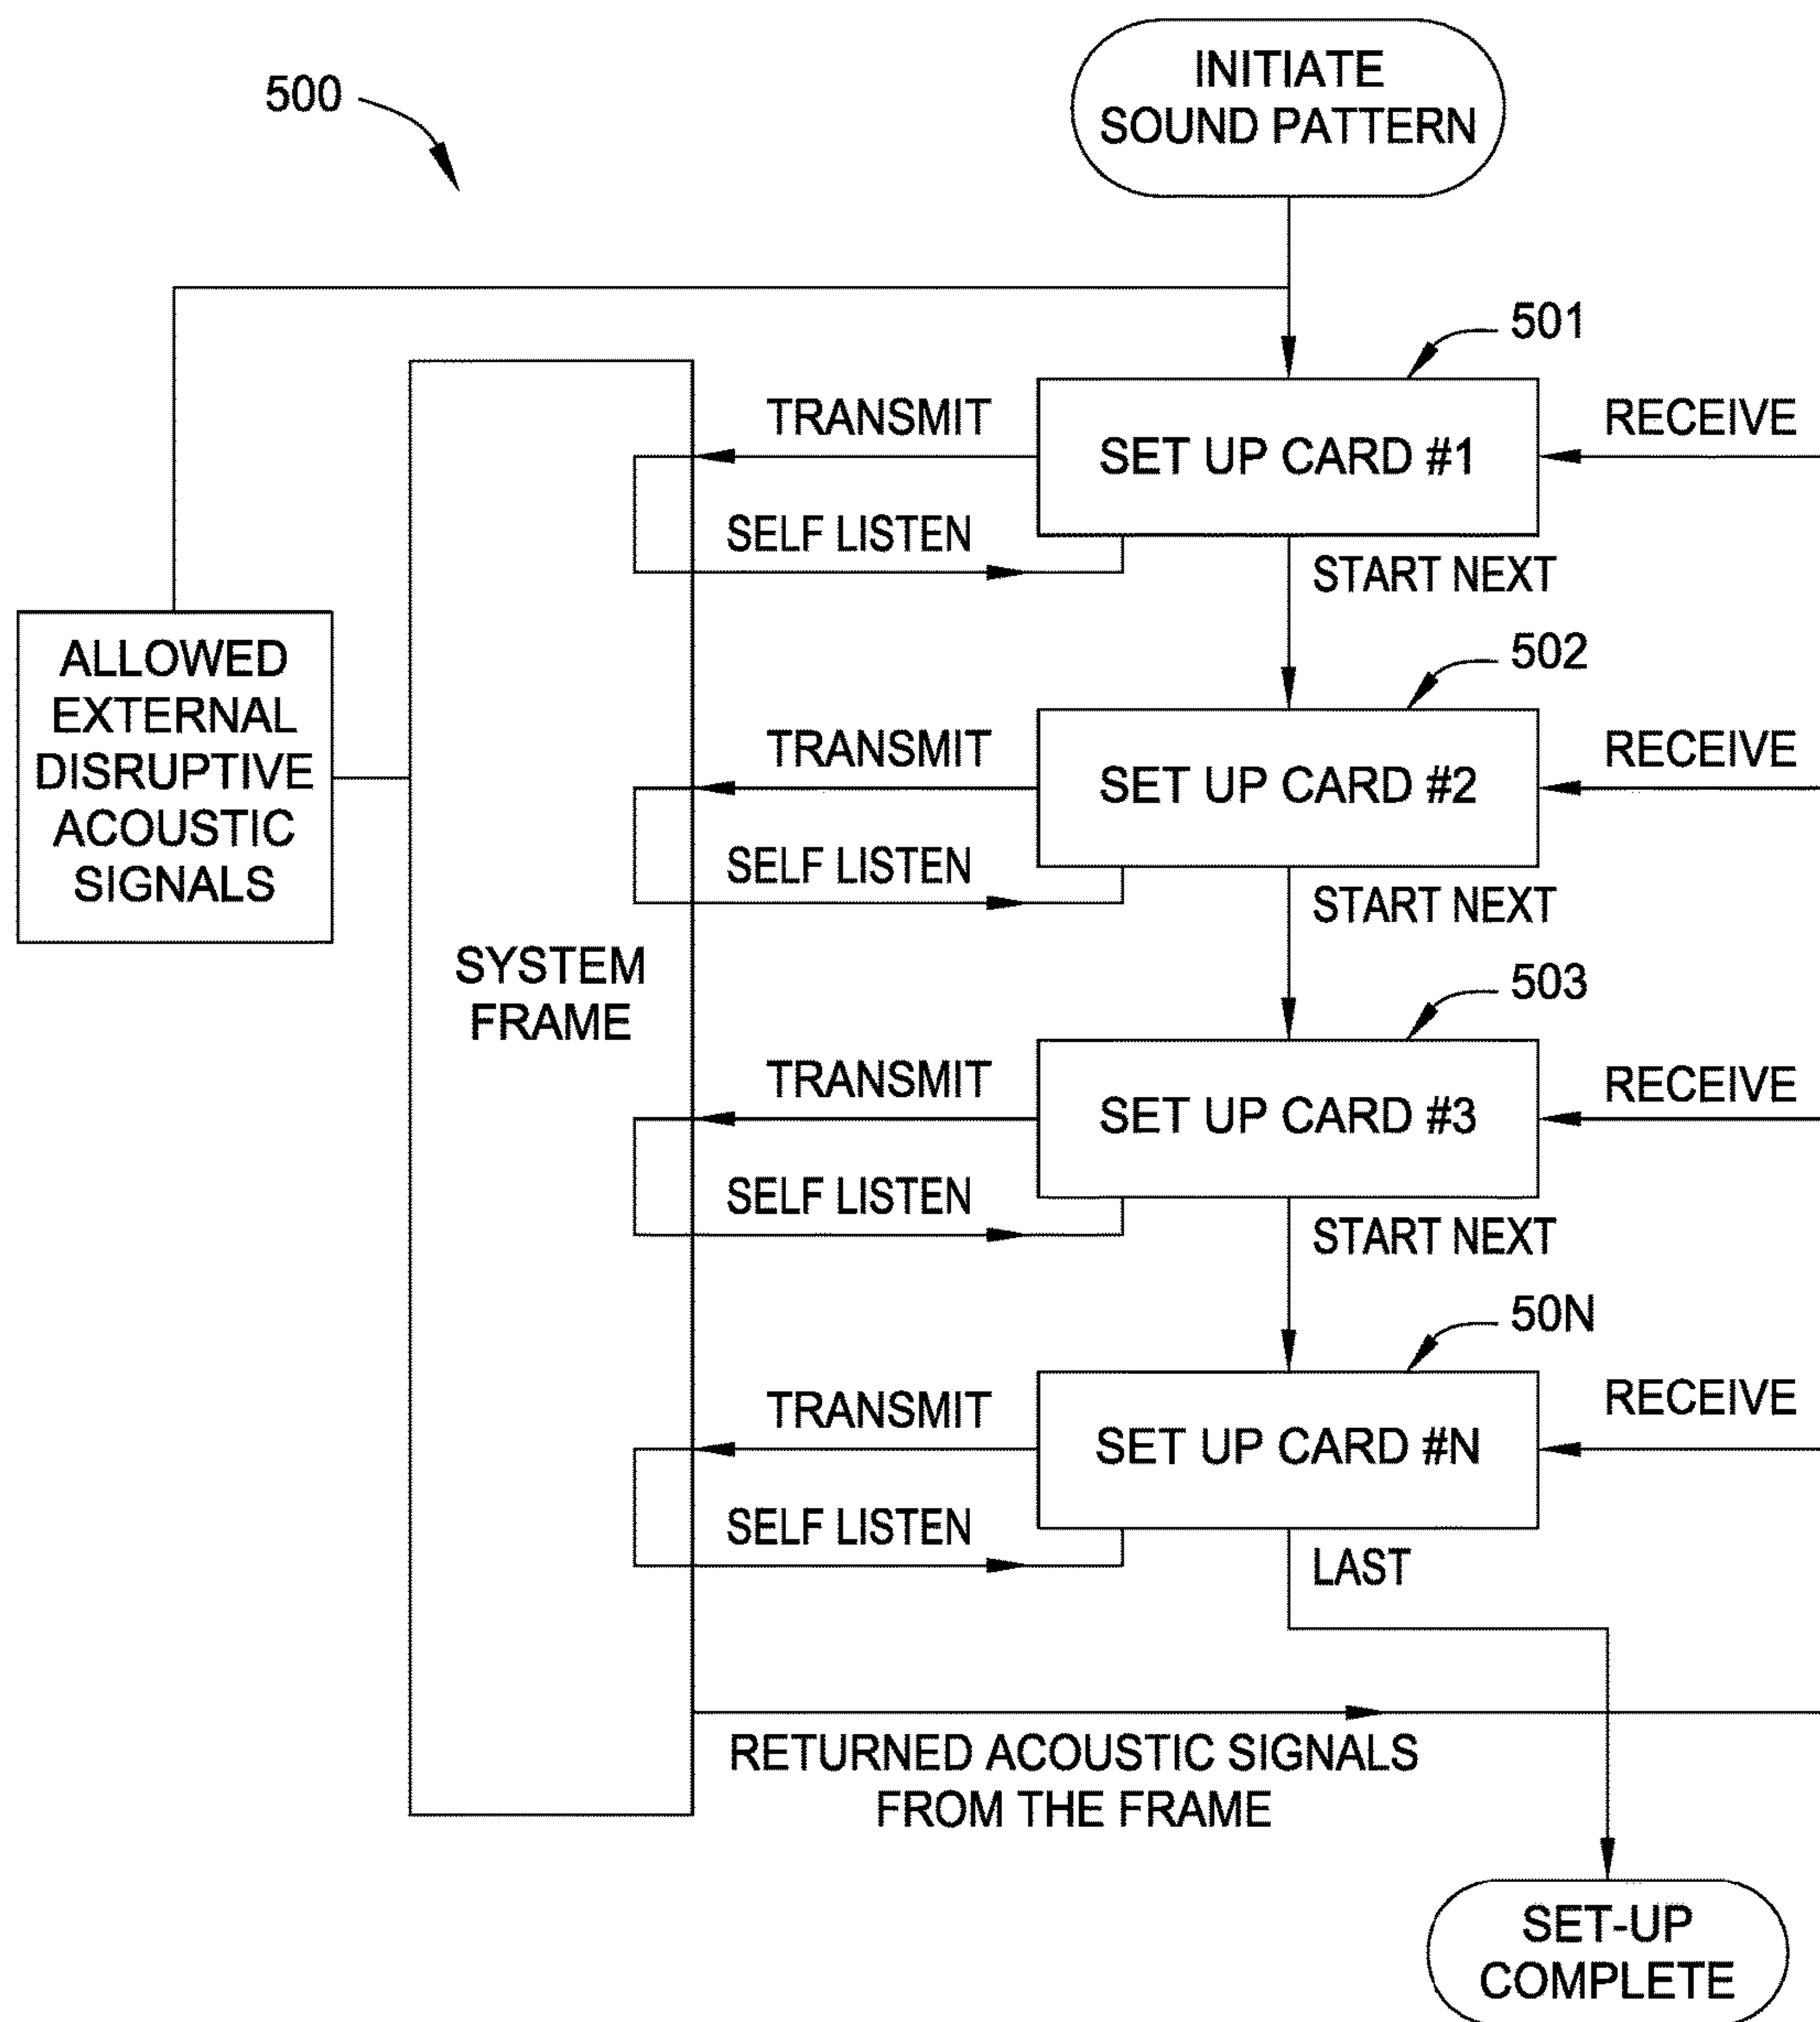 INITIATE
SOUND PATTERN
500
501
TRANSMIT
SET UP CARD #1
RECEIVE
SELF LISTEN
START NEXT
ALLOWED
EXTERNAL
DISRUPTIVE
ACOUSTIC
SIGNALS
502
TRANSMIT
SET UP CARD #2
RECEIVE
SELF LISTEN
START NEXT
SYSTEM
FRAME
503
TRANSMIT
SET UP CARD #3
RECEIVE
SELF LISTEN
START NEXT
50N
TRANSMIT
SET UP CARD #N
RECEIVE
SELF LISTEN
LAST
RETURNED ACOUSTIC SIGNALS
FROM THE FRAME
SET-UP
COMPLETE